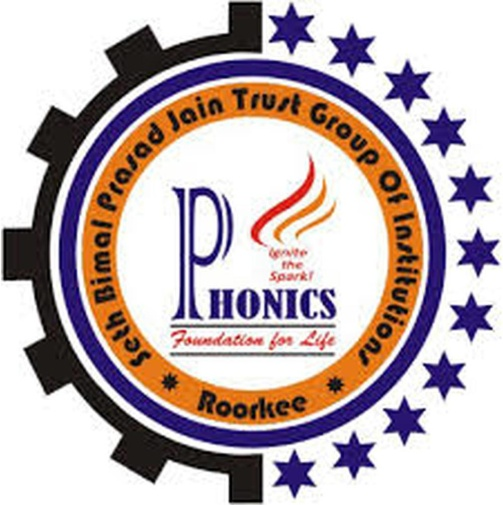 Seth Bimal Prasad Jain Trust Group Of Institutions
Ignite
the
Spark!
PHONICS
Foundation for Life
Roorkee